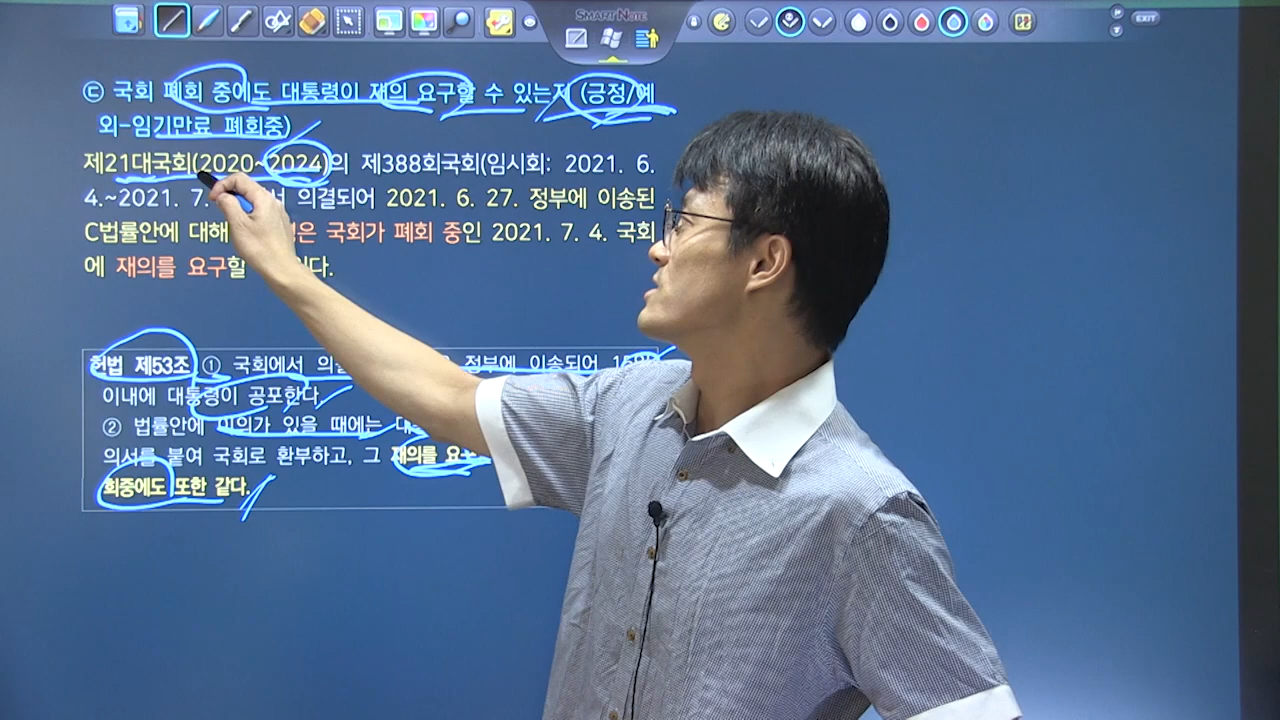 SMARTNOTE
EXIT
ⓒ 국회 폐회 중에도 대통령이 재의 요구할 수 있는지 (긍정/예
외-임기만료 폐회중)
제21대국회(2020~2024)의 제388회국회(임시회: 2021. 6.
4.~2021. 7. 의결되어 2021. 6. 27. 정부에 이송된
C법률안에 대해 은 국회가 폐회 중인 2021. 7. 4. 국회
에 재의를 요구할 이다.
헌법 제53조 ① 국회에서 의결 정부에 이송되어 15일
이내에 대통령이 공포한다.
② 법률안에 이의가 있을 때에는
의서를 붙여 국회로 환부하고, 그 재의를 요
회중에도 또한 같다.